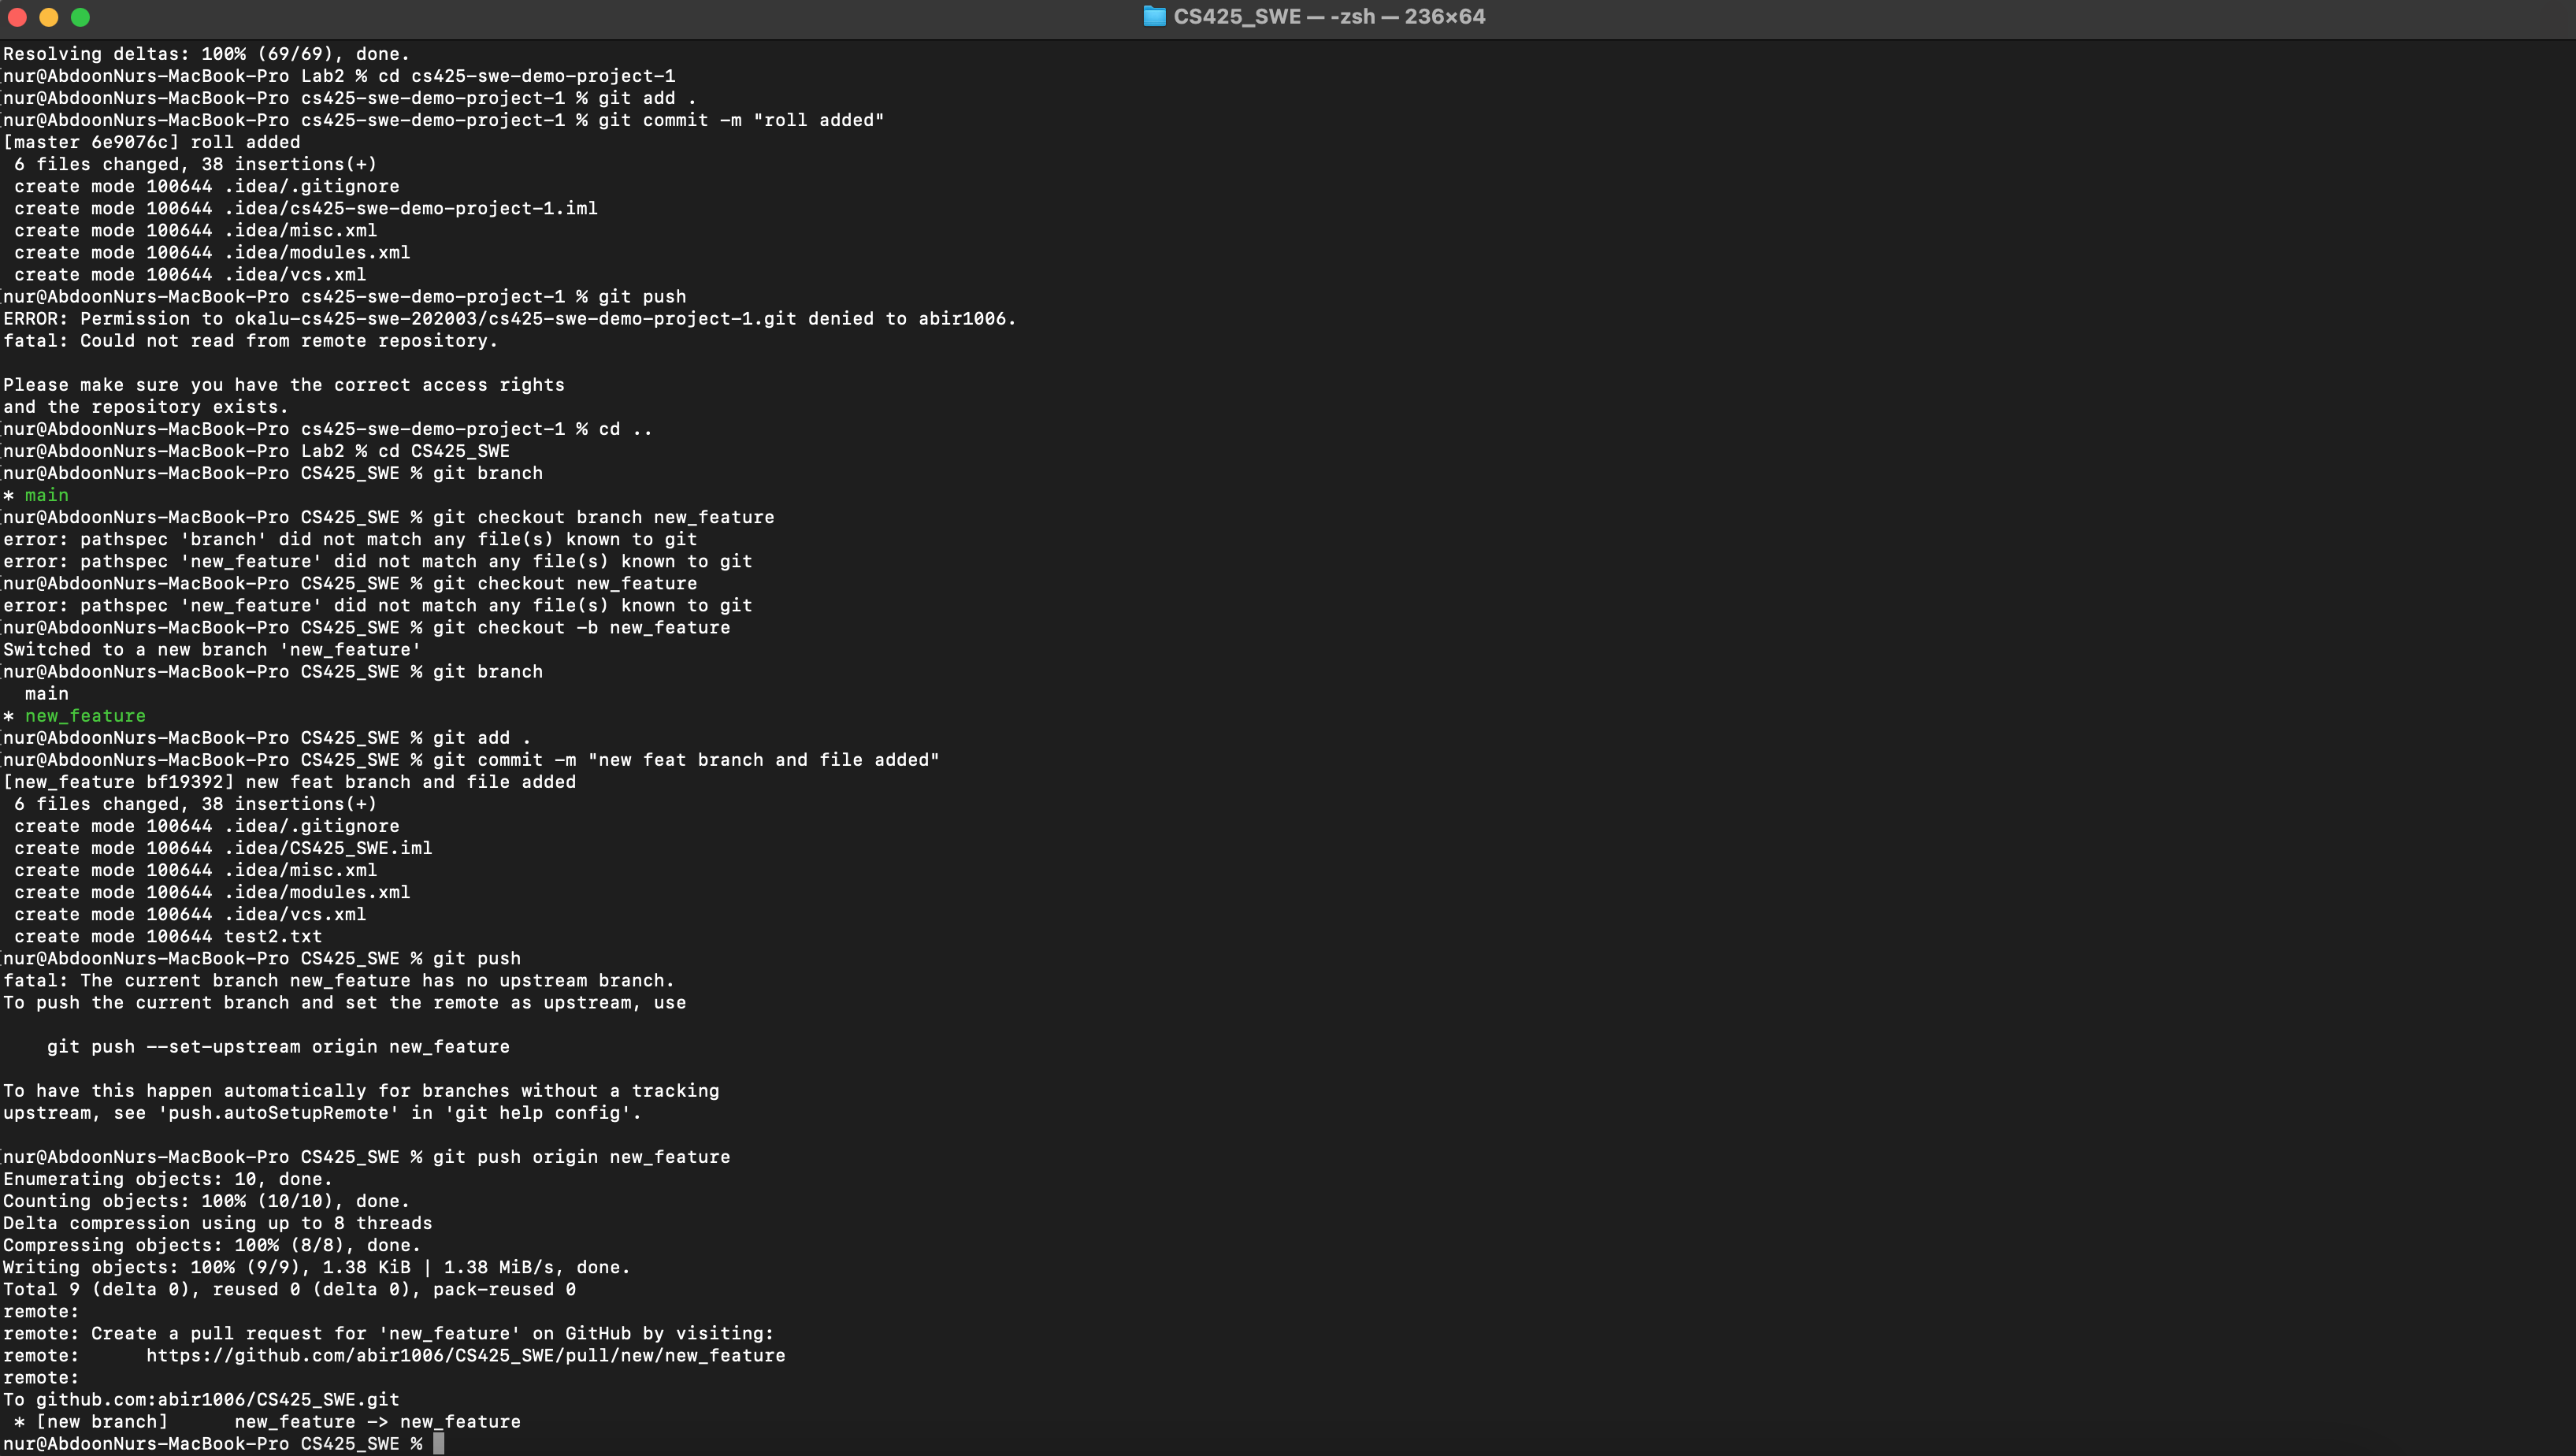 CS425_SWE — -zsh — 236×64
Resolving deltas: 100% (69/69), done.
[nur@AbdoonNurs-MacBook-Pro Lab2 % cd cs425-swe-demo-project-1
[nur@AbdoonNurs-MacBook-Pro cs425-swe-demo-project-1 % git add .
[nur@AbdoonNurs-MacBook-Pro cs425-swe-demo-project-1 % git commit -m "roll added"
[master 6e9076c] roll added
 6 files changed, 38 insertions(+)
 create mode 100644 .idea/.gitignore
 create mode 100644 .idea/cs425-swe-demo-project-1.iml
 create mode 100644 .idea/misc.xml
 create mode 100644 .idea/modules.xml
 create mode 100644 .idea/vcs.xml
[nur@AbdoonNurs-MacBook-Pro cs425-swe-demo-project-1 % git push
ERROR: Permission to okalu-cs425-swe-202003/cs425-swe-demo-project-1.git denied to abir1006.
fatal: Could not read from remote repository.

Please make sure you have the correct access rights
and the repository exists.
[nur@AbdoonNurs-MacBook-Pro cs425-swe-demo-project-1 % cd ..
[nur@AbdoonNurs-MacBook-Pro Lab2 % cd CS425_SWE
[nur@AbdoonNurs-MacBook-Pro CS425_SWE % git branch
* main
[nur@AbdoonNurs-MacBook-Pro CS425_SWE % git checkout branch new_feature
error: pathspec 'branch' did not match any file(s) known to git
error: pathspec 'new_feature' did not match any file(s) known to git
[nur@AbdoonNurs-MacBook-Pro CS425_SWE % git checkout new_feature
error: pathspec 'new_feature' did not match any file(s) known to git
[nur@AbdoonNurs-MacBook-Pro CS425_SWE % git checkout -b new_feature
Switched to a new branch 'new_feature'
[nur@AbdoonNurs-MacBook-Pro CS425_SWE % git branch
  main
* new_feature
[nur@AbdoonNurs-MacBook-Pro CS425_SWE % git add .
[nur@AbdoonNurs-MacBook-Pro CS425_SWE % git commit -m "new feat branch and file added"
[new_feature bf19392] new feat branch and file added
 6 files changed, 38 insertions(+)
 create mode 100644 .idea/.gitignore
 create mode 100644 .idea/CS425_SWE.iml
 create mode 100644 .idea/misc.xml
 create mode 100644 .idea/modules.xml
 create mode 100644 .idea/vcs.xml
 create mode 100644 test2.txt
[nur@AbdoonNurs-MacBook-Pro CS425_SWE % git push
fatal: The current branch new_feature has no upstream branch.
To push the current branch and set the remote as upstream, use

    git push --set-upstream origin new_feature

To have this happen automatically for branches without a tracking
upstream, see 'push.autoSetupRemote' in 'git help config'.

[nur@AbdoonNurs-MacBook-Pro CS425_SWE % git push origin new_feature
Enumerating objects: 10, done.
Counting objects: 100% (10/10), done.
Delta compression using up to 8 threads
Compressing objects: 100% (8/8), done.
Writing objects: 100% (9/9), 1.38 KiB | 1.38 MiB/s, done.
Total 9 (delta 0), reused 0 (delta 0), pack-reused 0
remote:
remote: Create a pull request for 'new_feature' on GitHub by visiting:
remote:      https://github.com/abir1006/CS425_SWE/pull/new/new_feature
remote:
To github.com:abir1006/CS425_SWE.git
 * [new branch]      new_feature -> new_feature
nur@AbdoonNurs-MacBook-Pro CS425_SWE %